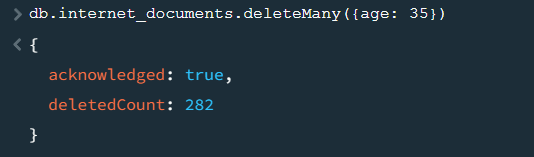 > db.internet_documents.deleteMany({age: 35})
< {
acknowledged: true,
deletedCount: 282
}